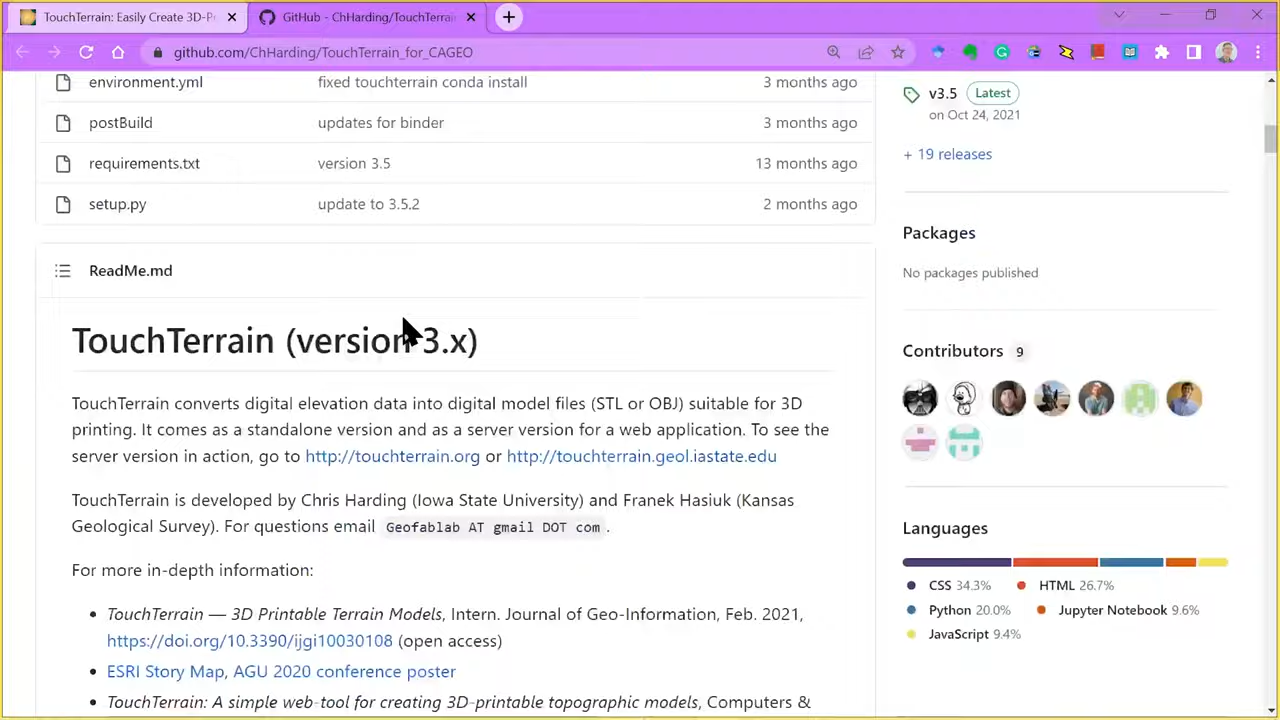 TouchTerrain: Easily Create 3D-Pr
GitHub - ChHarding/TouchTerrain
github.com/ChHarding/TouchTerrain_for_CAGEO
environment.yml fixed touchterrain conda install 3 months ago
postBuild updates for binder 3 months ago
requirements.txt version 3.5 13 months ago
setup.py update to 3.5.2 2 months ago
ReadMe.md
TouchTerrain (version 3.x)
TouchTerrain converts digital elevation data into digital model files (STL or OBJ) suitable for 3D
printing. It comes as a standalone version and as a server version for a web application. To see the
server version in action, go to http://touchterrain.org or http://touchterrain.geol.iastate.edu
TouchTerrain is developed by Chris Harding (Iowa State University) and Franek Hasiuk (Kansas
Geological Survey). For questions email Geofablab AT gmail DOT com .
For more in-depth information:
• TouchTerrain — 3D Printable Terrain Models, Intern. Journal of Geo-Information, Feb. 2021,
https://doi.org/10.3390/ijgi10030108 (open access)
• ESRI Story Map, AGU 2020 conference poster
• TouchTerrain: A simple web-tool for creating 3D-printable topographic models, Computers &
v3.5 Latest
on Oct 24, 2021
+ 19 releases
Packages
No packages published
Contributors 9
Languages
CSS 34.3% HTML 26.7%
Python 20.0% Jupyter Notebook 9.6%
JavaScript 9.4%